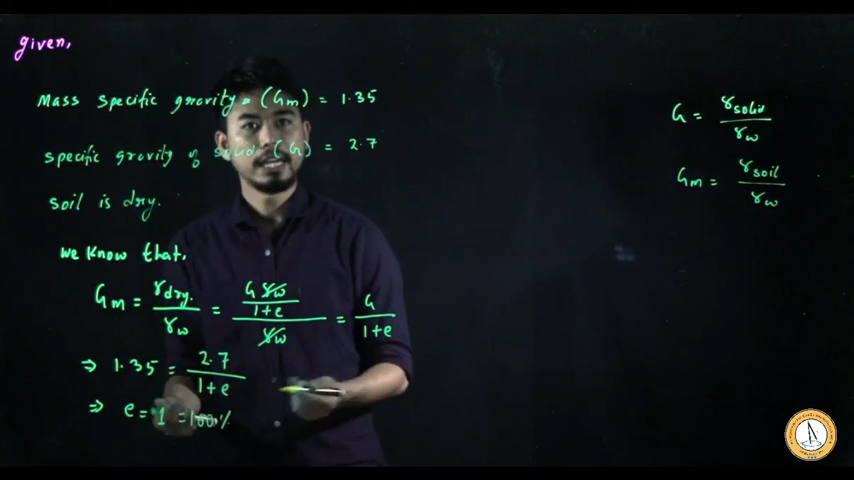 given,
Mass specific gravity = (Gm) = 1.35
specific gravity of solid (G) = 2.7
soil is dry.
we know that,
Gm = γdry / γw = (G γw / 1+e) / γw = G / 1+e
⇒ 1.35 = 2.7 / 1+e
⇒ e = 1 = 100%
G = γsolid / γw
Gm = γsoil / γw